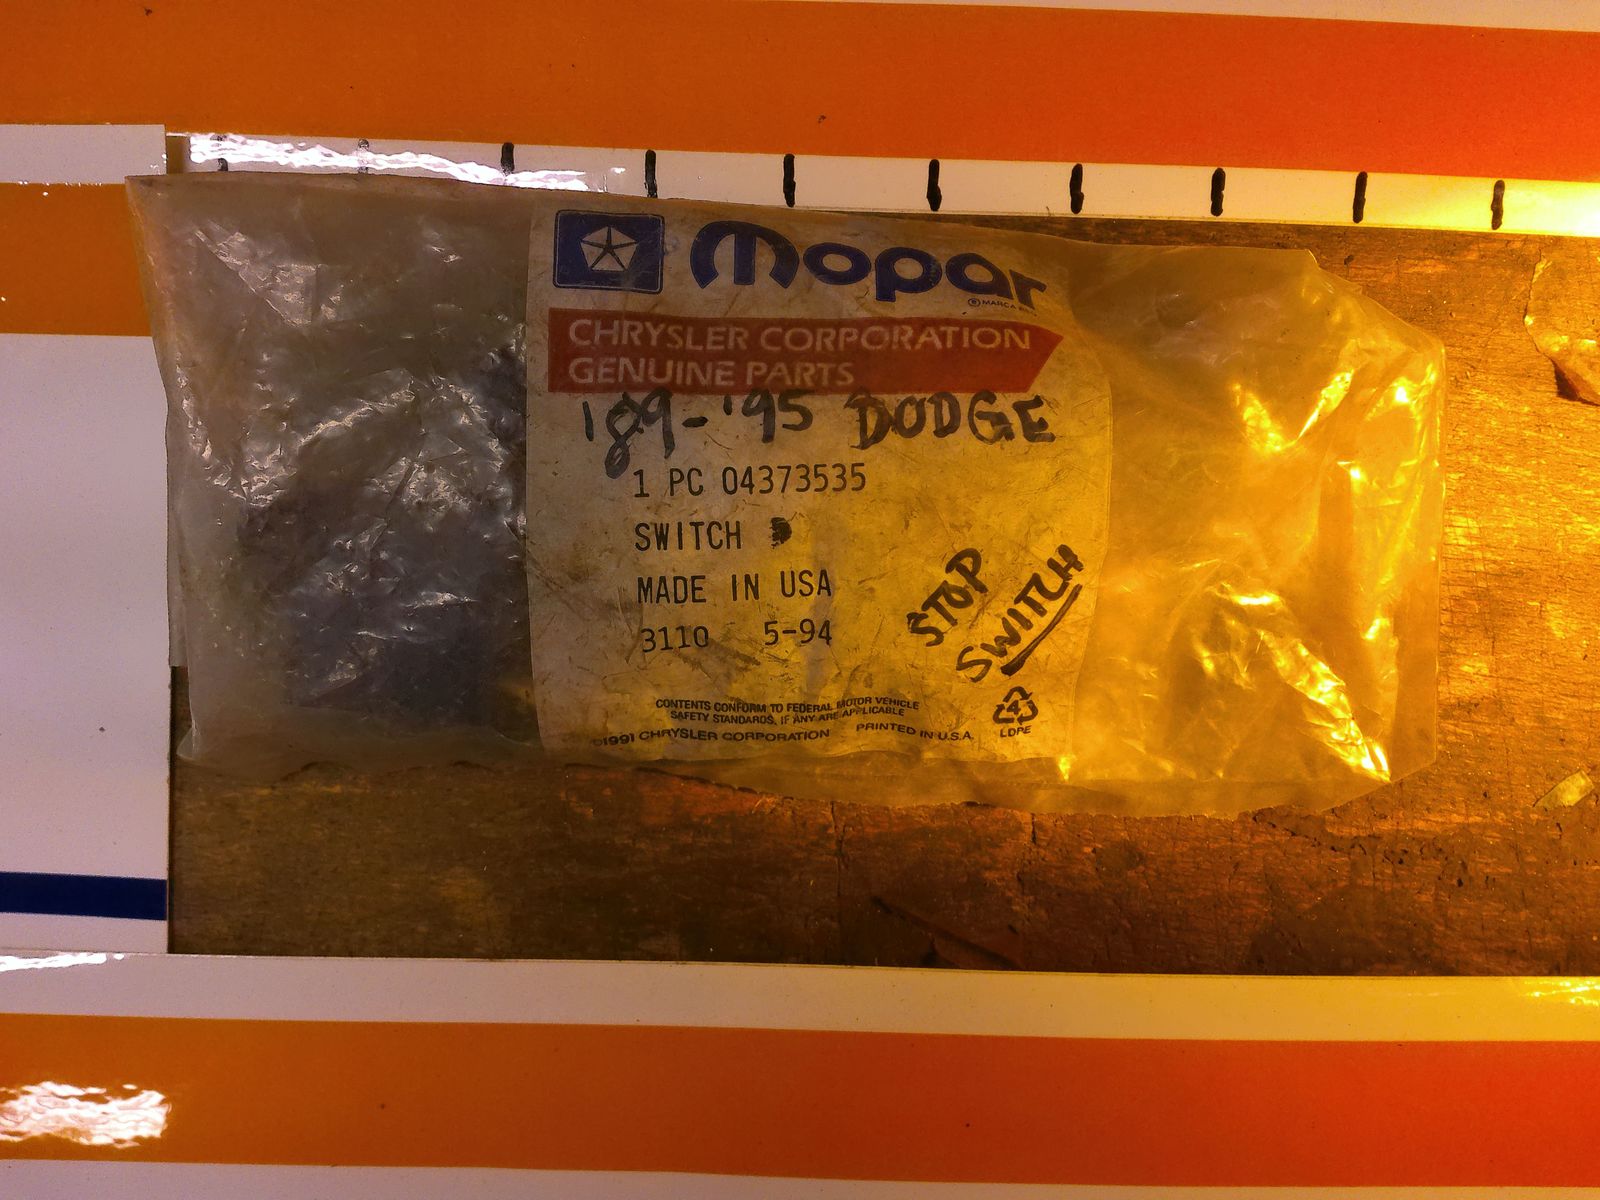 Mopar
CHRYSLER CORPORATION
GENUINE PARTS
'89-'95 DODGE
1 PC 04373535
SWITCH
MADE IN USA
3110 5-94
STOP
SWITCH
CONTENTS CONFORM TO FEDERAL MOTOR VEHICLE
SAFETY STANDARDS, IF ANY ARE APPLICABLE
©1991 CHRYSLER CORPORATION PRINTED IN U.S.A.
4
LDPE